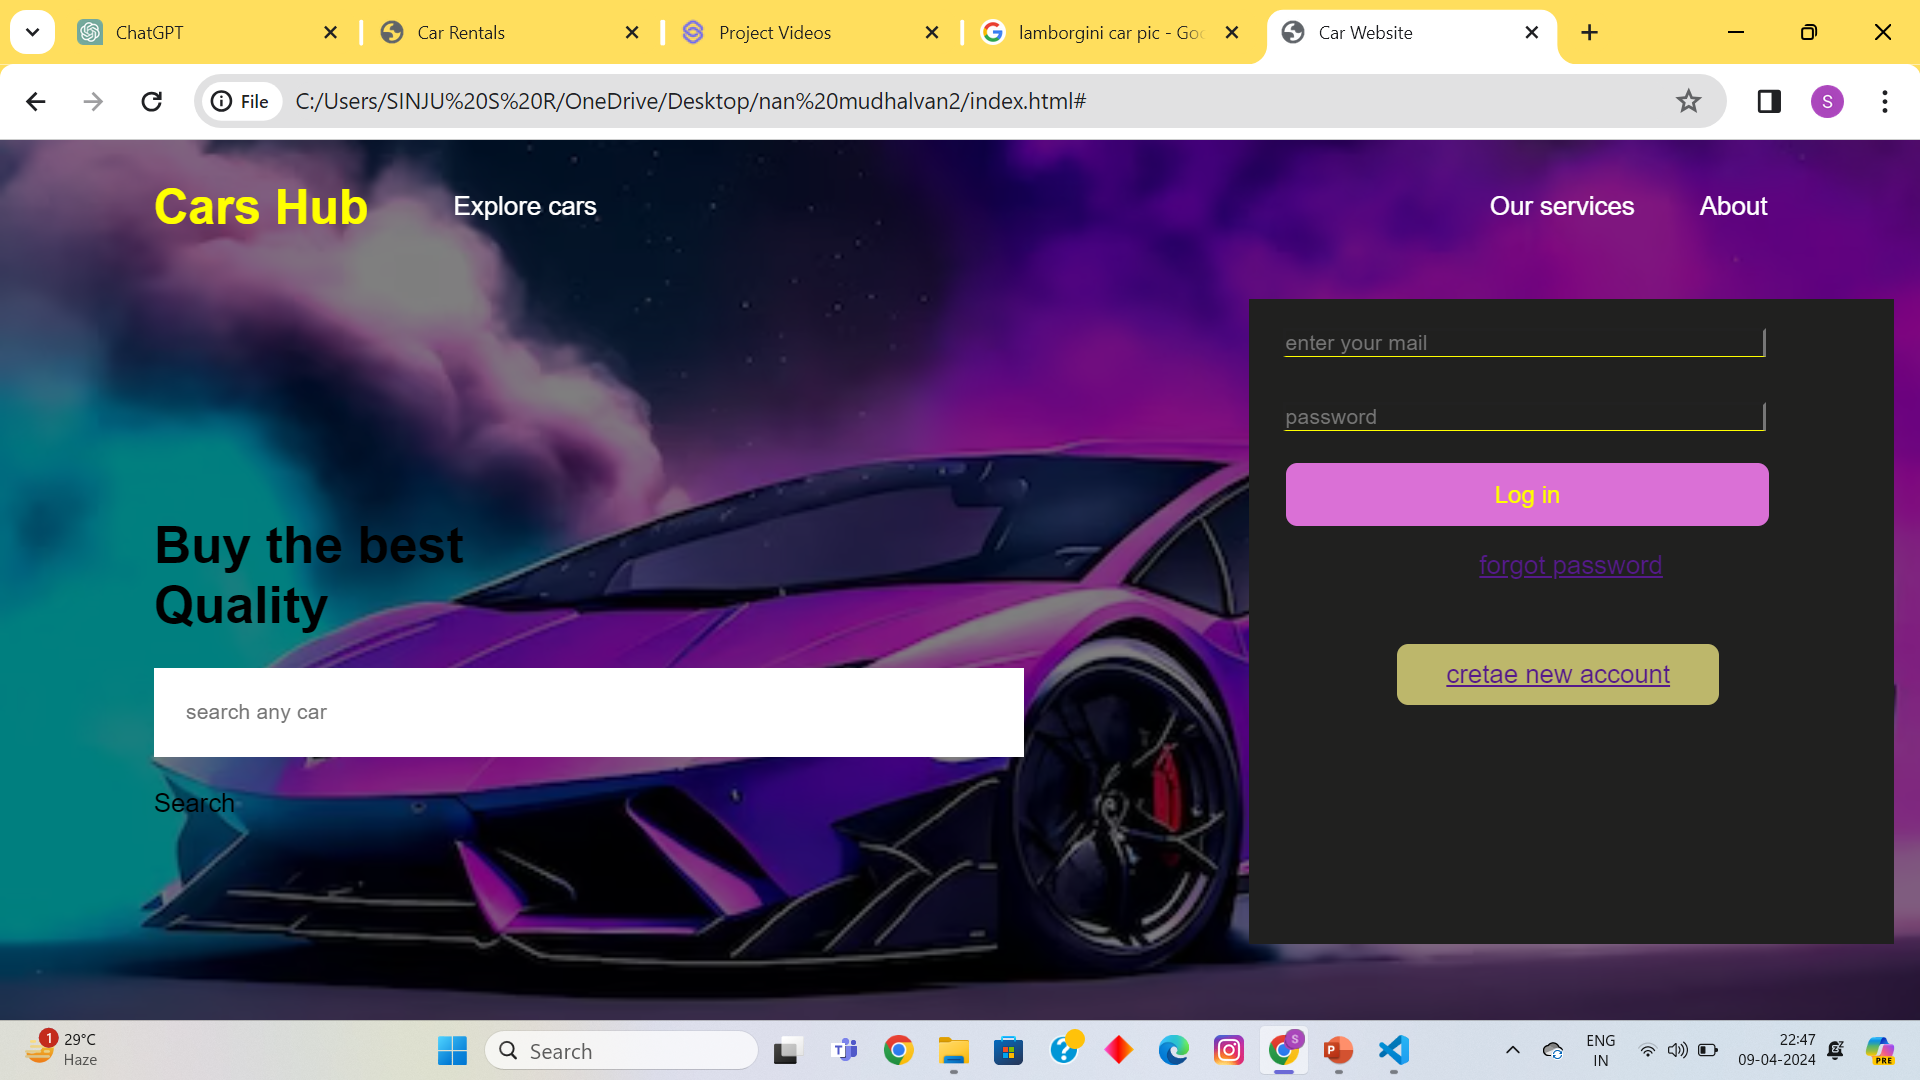 ChatGPT
Car Rentals
Project Videos
lamborgini car pic - Goo
Car Website
File
C:/Users/SINJU%20S%20R/OneDrive/Desktop/nan%20mudhalvan2/index.html#
S
Cars Hub
Explore cars
Our services
About
enter your mail
password
Log in
forgot password
cretae new account
Buy the best
Quality
search any car
Search
1
29°C
Haze
Search
T
S
P
ENG
IN
22:47
09-04-2024
PRE